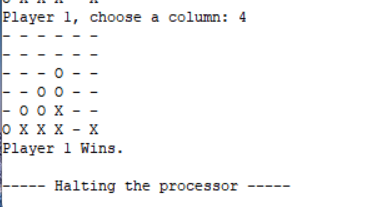 Player 1, choose a column: 4
- - - - - -
- - - - - -
- - - O - -
- - O O - -
- O O X - -
O X X X - X
Player 1 Wins.
----- Halting the processor -----